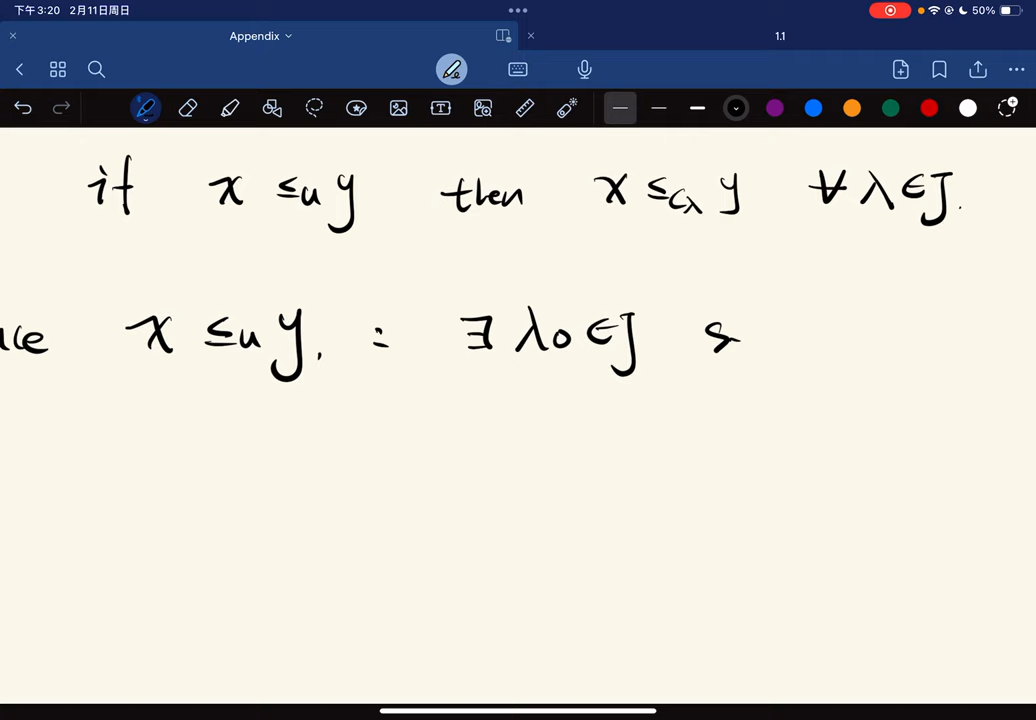 下午3:20 2月11日周日
50%
Appendix
1.1
if x ≤u y then x ≤Cλ y ∀ λ ∈ J.
x ≤u y, : ∃ λ0 ∈ J s